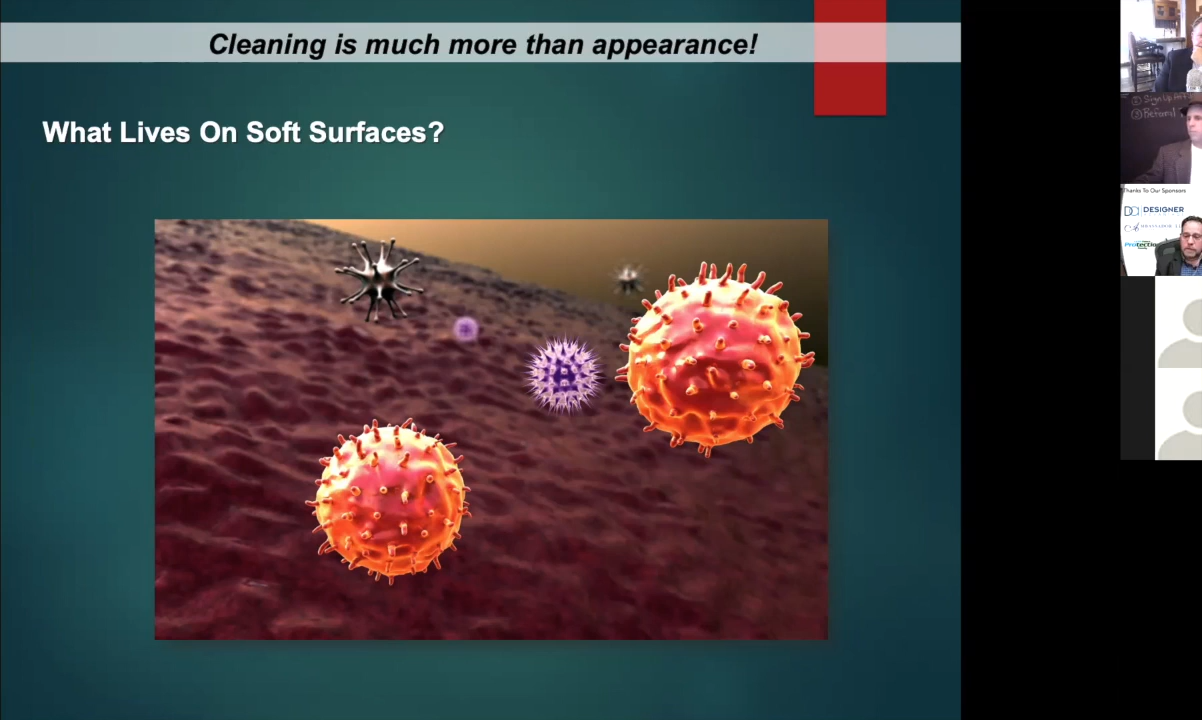 Cleaning is much more than appearance!
What Lives On Soft Surfaces?
Thanks To Our Sponsors
DESIGNER